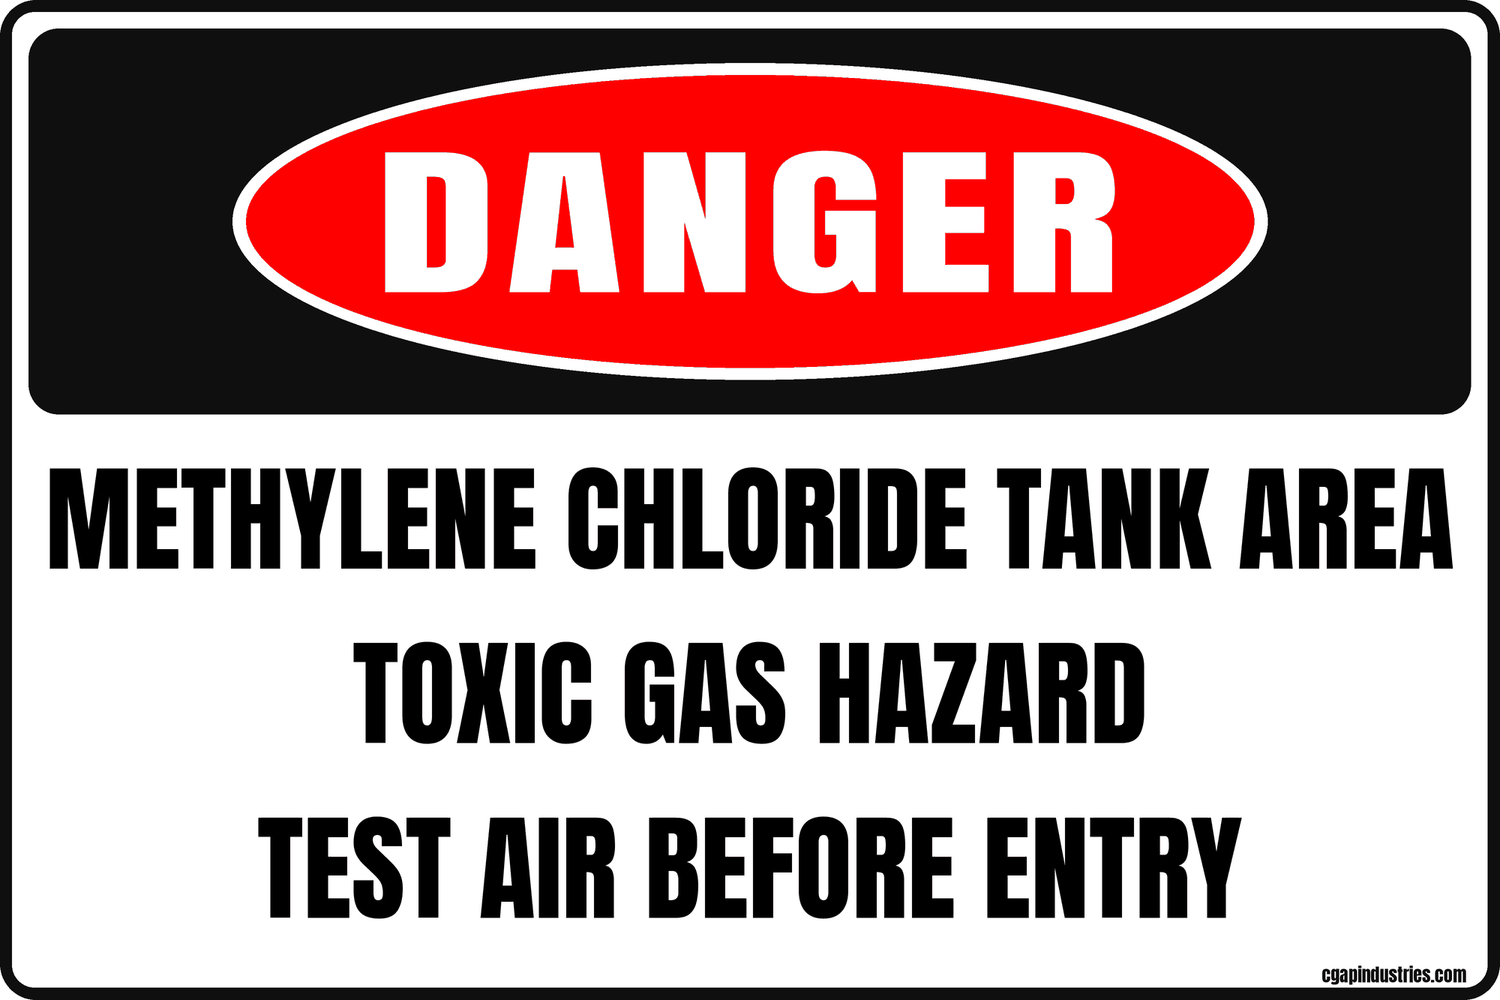 DANGER
METHYLENE CHLORIDE TANK AREA
TOXIC GAS HAZARD
TEST AIR BEFORE ENTRY
cgapindustries.com